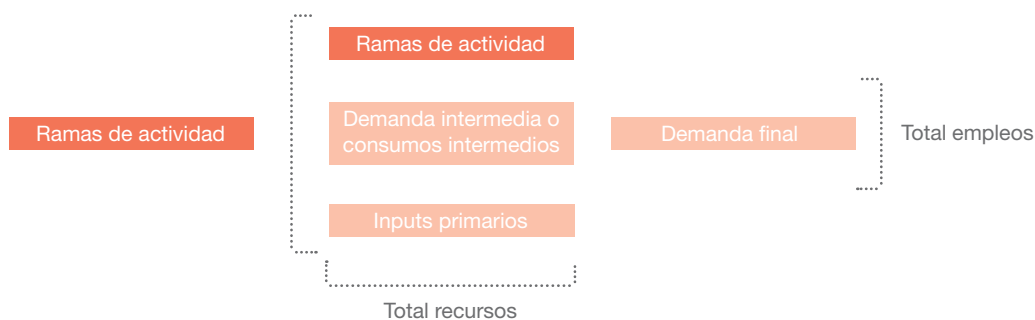 Ramas de actividad
Ramas de actividad
Demanda intermedia o
consumos intermedios
Demanda final
Total empleos
Inputs primarios
Total recursos